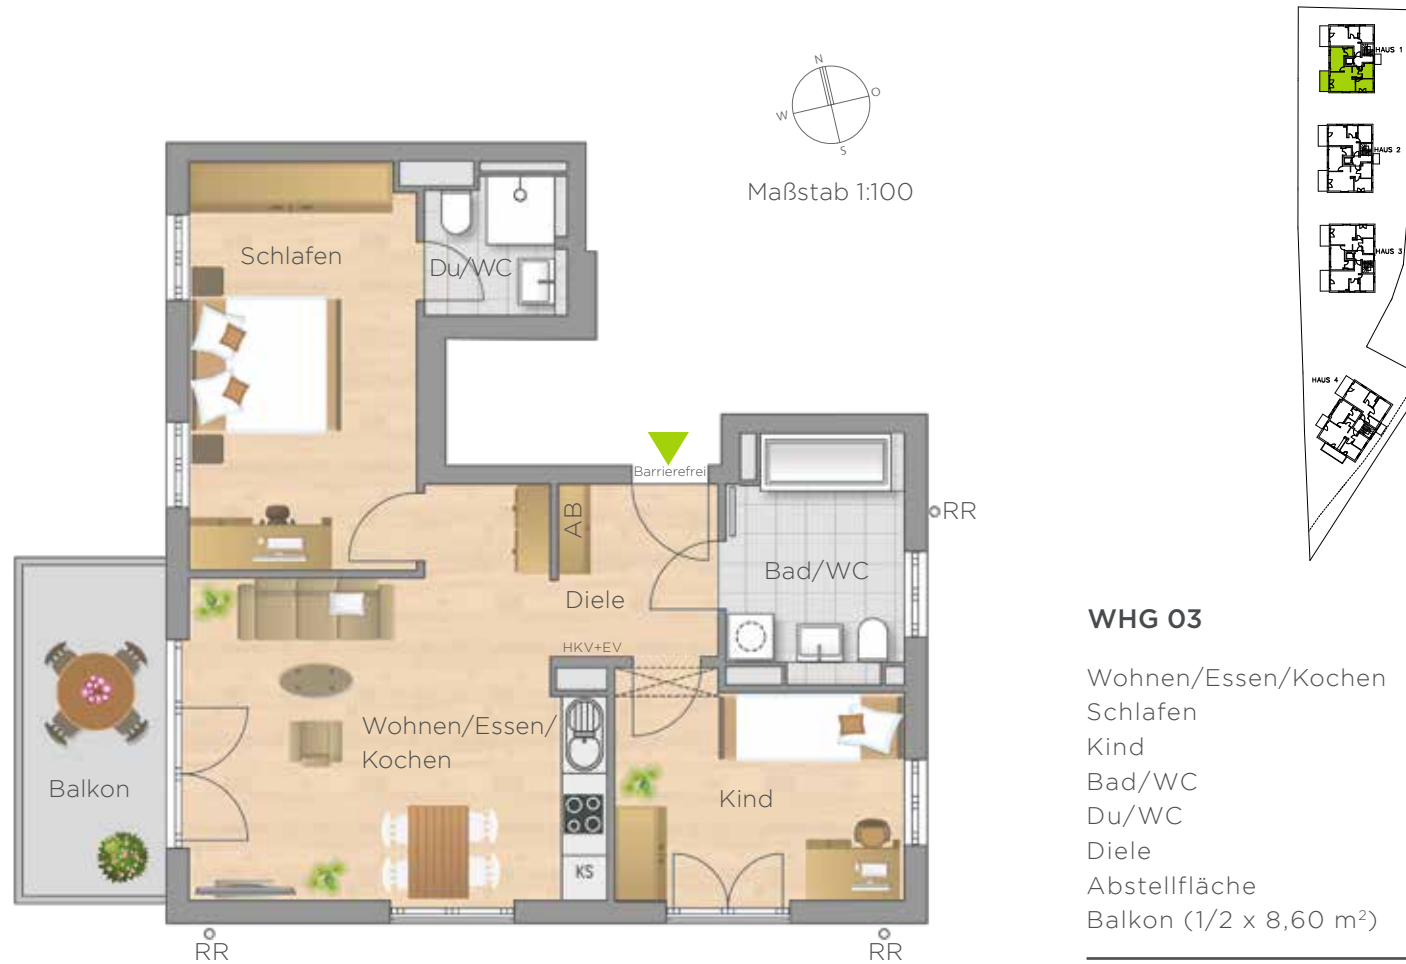 N
O
W
S
Maßstab 1:100
HAUS 1
HAUS 2
HAUS 3
HAUS 4
Schlafen
Du/WC
Barrierefrei
AB
RR
Bad/WC
Diele
HKV+EV
Wohnen/Essen/
Kochen
Balkon
Kind
KS
RR
RR
WHG 03
Wohnen/Essen/Kochen
Schlafen
Kind
Bad/WC
Du/WC
Diele
Abstellfläche
Balkon (1/2 x 8,60 m²)